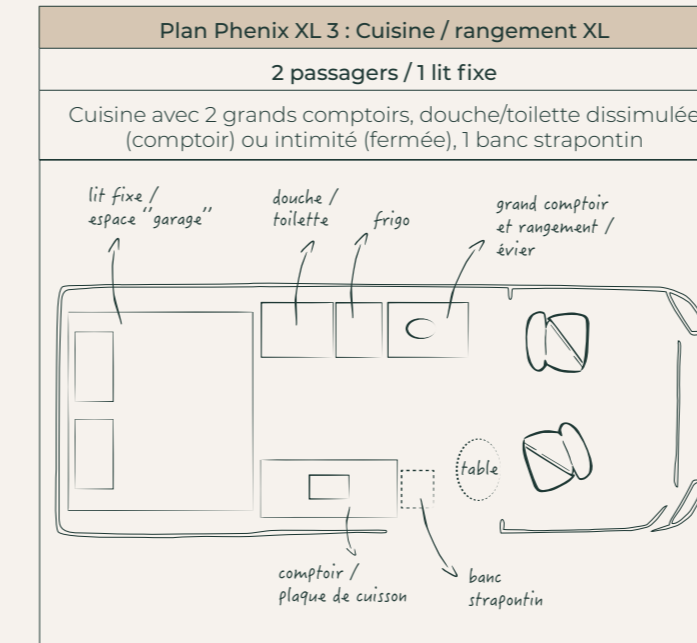 Plan Phenix XL 3 : Cuisine / rangement XL
2 passagers / 1 lit fixe
Cuisine avec 2 grands comptoirs, douche/toilette dissimulée
(comptoir) ou intimité (fermée), 1 banc strapontin
lit fixe /
espace "garage"
douche /
toilette
frigo
grand comptoir
et rangement /
évier
table
comptoir /
plaque de cuisson
banc
strapontin